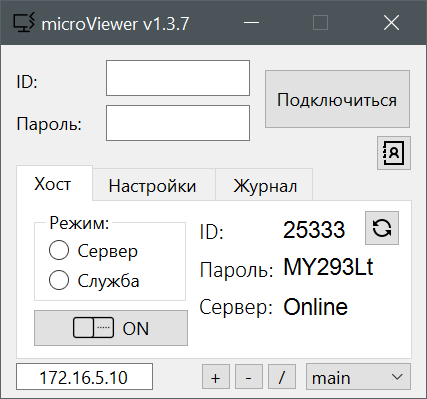 microViewer v1.3.7
ID:
Пароль:
Подключиться
Хост
Настройки
Журнал
Режим:
Сервер
Служба
ON
ID: 25333
Пароль: MY293Lt
Сервер: Online
172.16.5.10
+ - / main